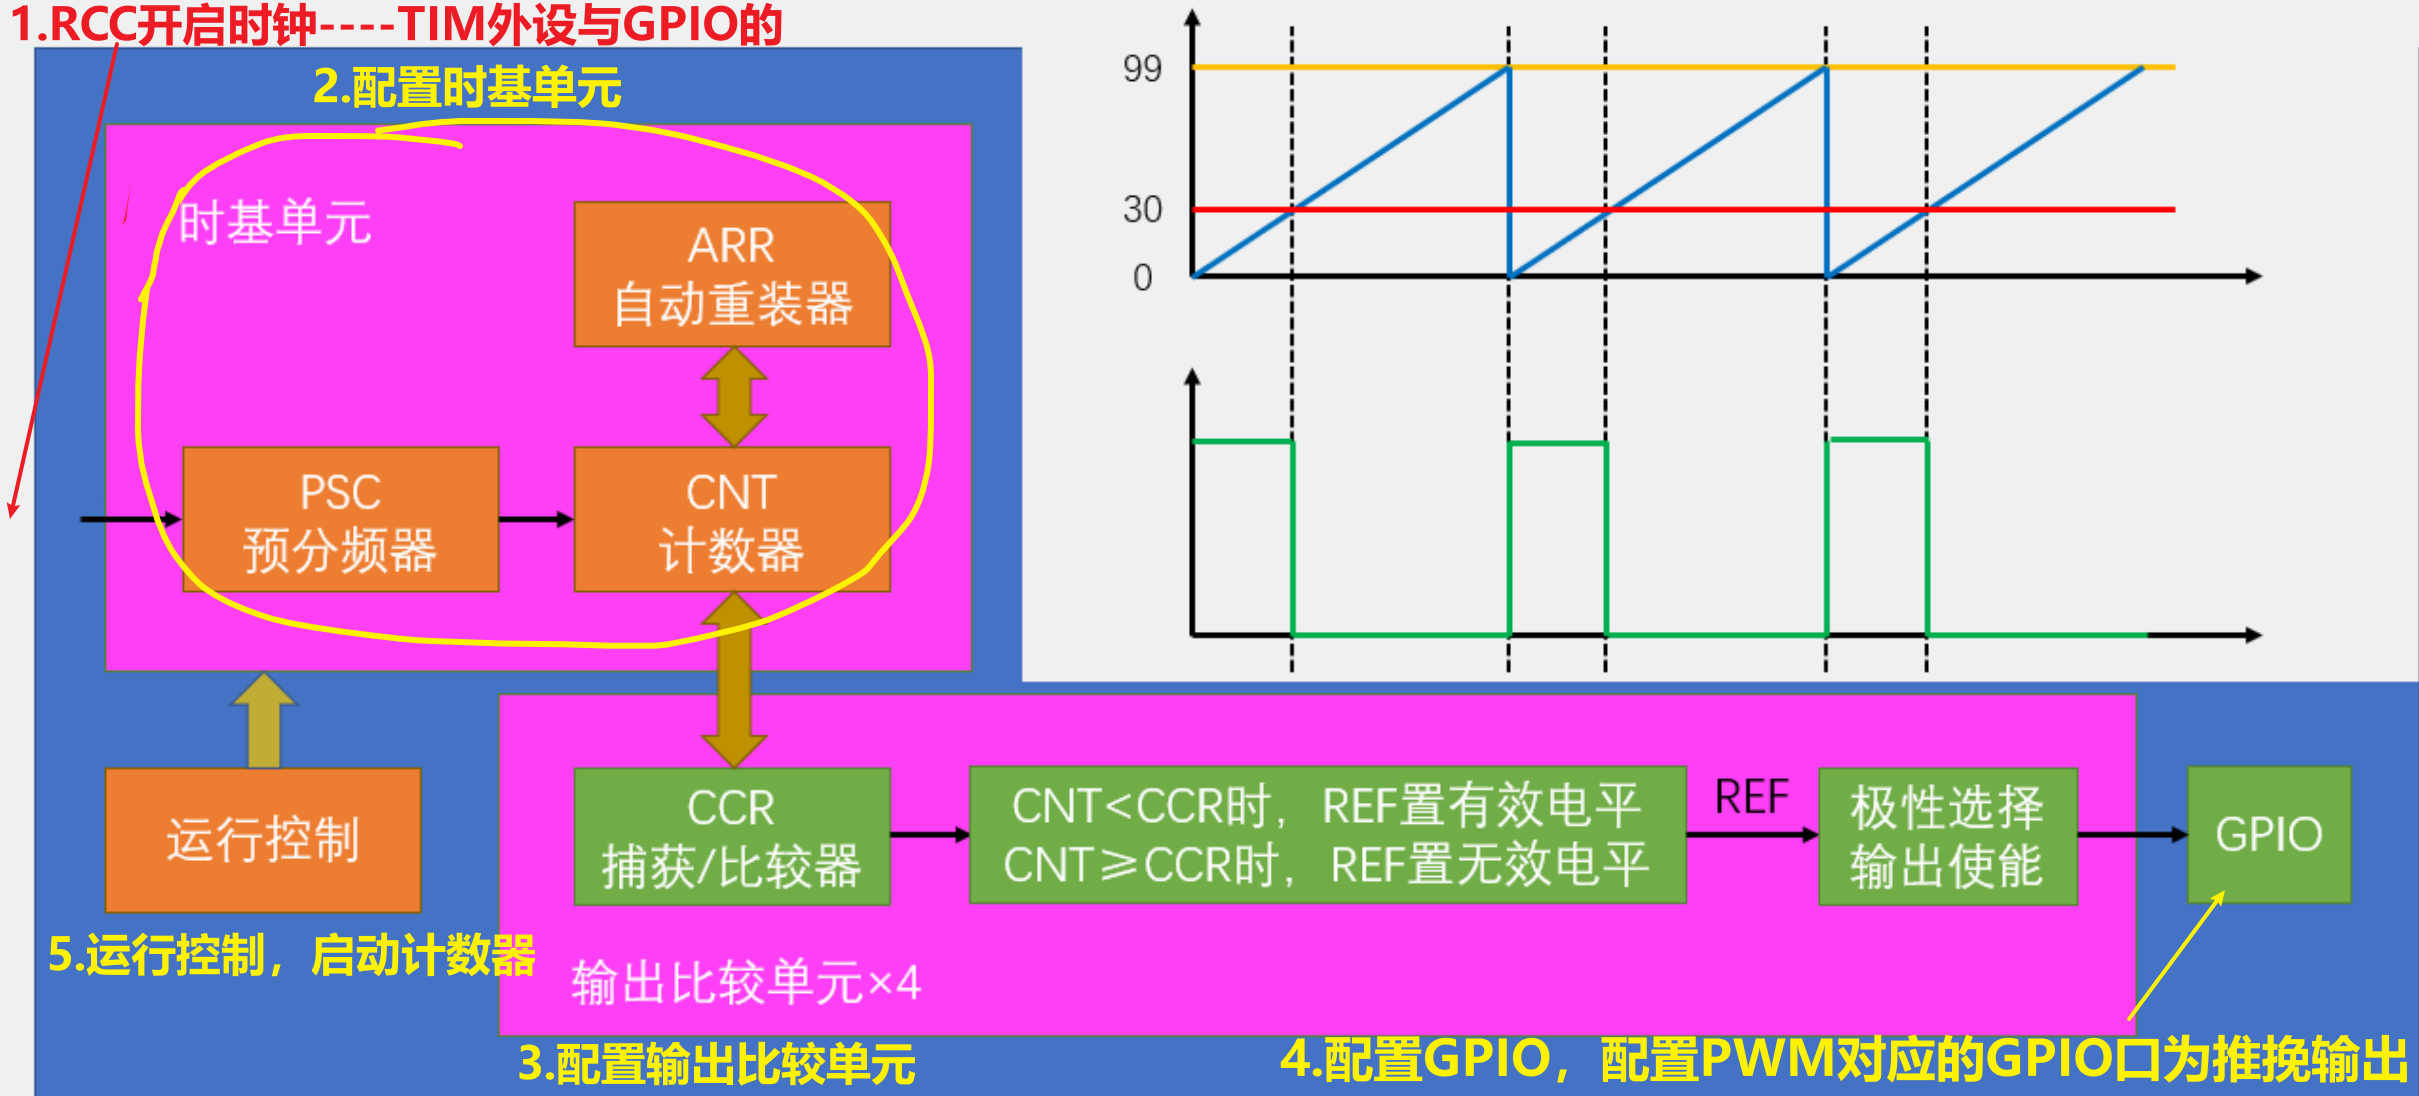 1.RCC开启时钟----TIM外设与GPIO的
2.配置时基单元
时基单元
ARR
自动重装器
PSC
预分频器
CNT
计数器
99
30
0
运行控制
CCR
捕获/比较器
CNT<CCR时，REF置有效电平
CNT≥CCR时，REF置无效电平
REF
极性选择
输出使能
GPIO
5.运行控制，启动计数器
输出比较单元×4
3.配置输出比较单元
4.配置GPIO，配置PWM对应的GPIO口为推挽输出